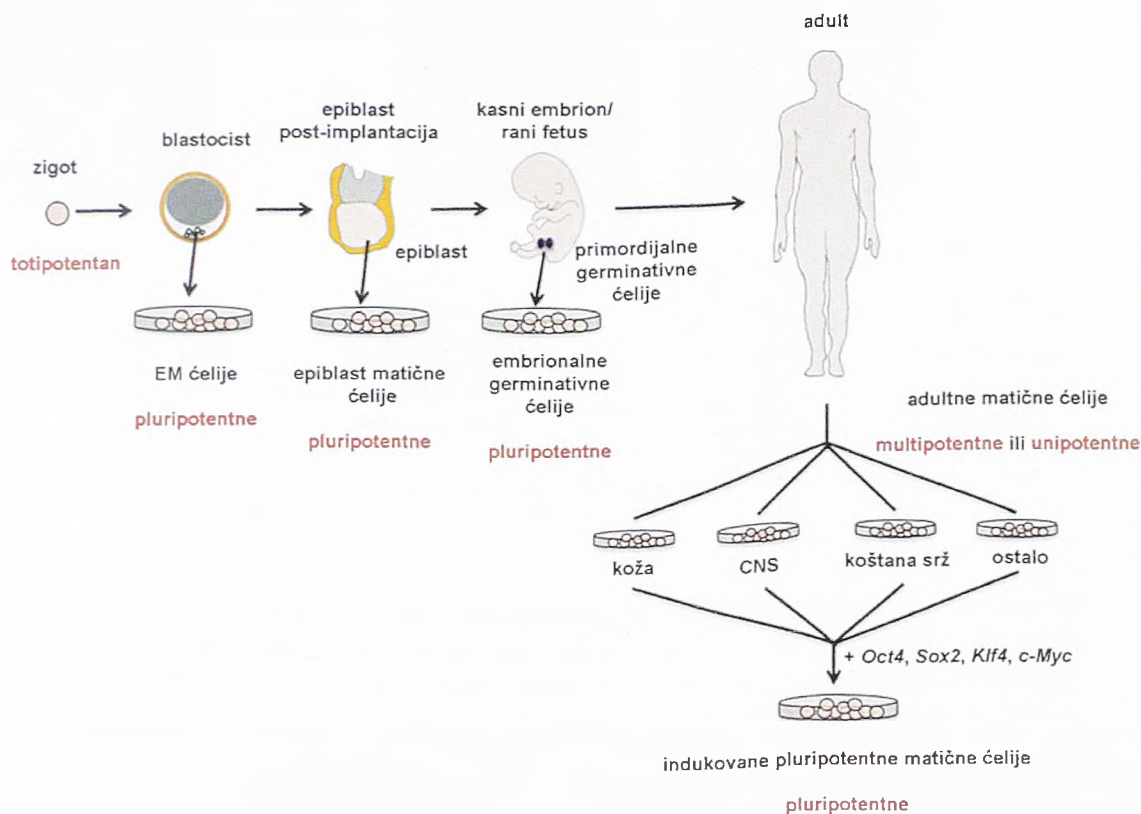 adult
zigot
totipotentan
blastocist
EM ćelije
pluripotentne
epiblast
post-implantacija
epiblast
epiblast matične
ćelije
pluripotentne
kasni embrion/
rani fetus
primordijalne
germinativne
ćelije
embrionalne
germinativne
ćelije
pluripotentne
adultne matične ćelije
multipotentne ili unipotentne
koža
CNS
koštana srž
ostalo
+ Oct4, Sox2, Klf4, c-Myc
indukovane pluripotentne matične ćelije
pluripotentne